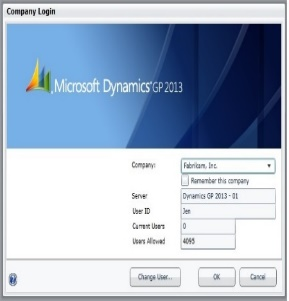 Company Login
Microsoft Dynamics GP 2013
Company: Fabrikam, Inc.
Remember this company
Server Dynamics GP 2013 - 01
User ID Jen
Current Users 0
Users Allowed 4095
Change User... OK Cancel